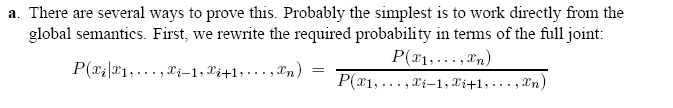 a. There are several ways to prove this. Probably the simplest is to work directly from the
global semantics. First, we rewrite the required probability in terms of the full joint:
P(x_i|x_1, . . . , x_{i−1}, x_{i+1}, . . . , x_n) = P(x_1, . . . , x_n) / P(x_1, . . . , x_{i−1}, x_{i+1}, . . . , x_n)